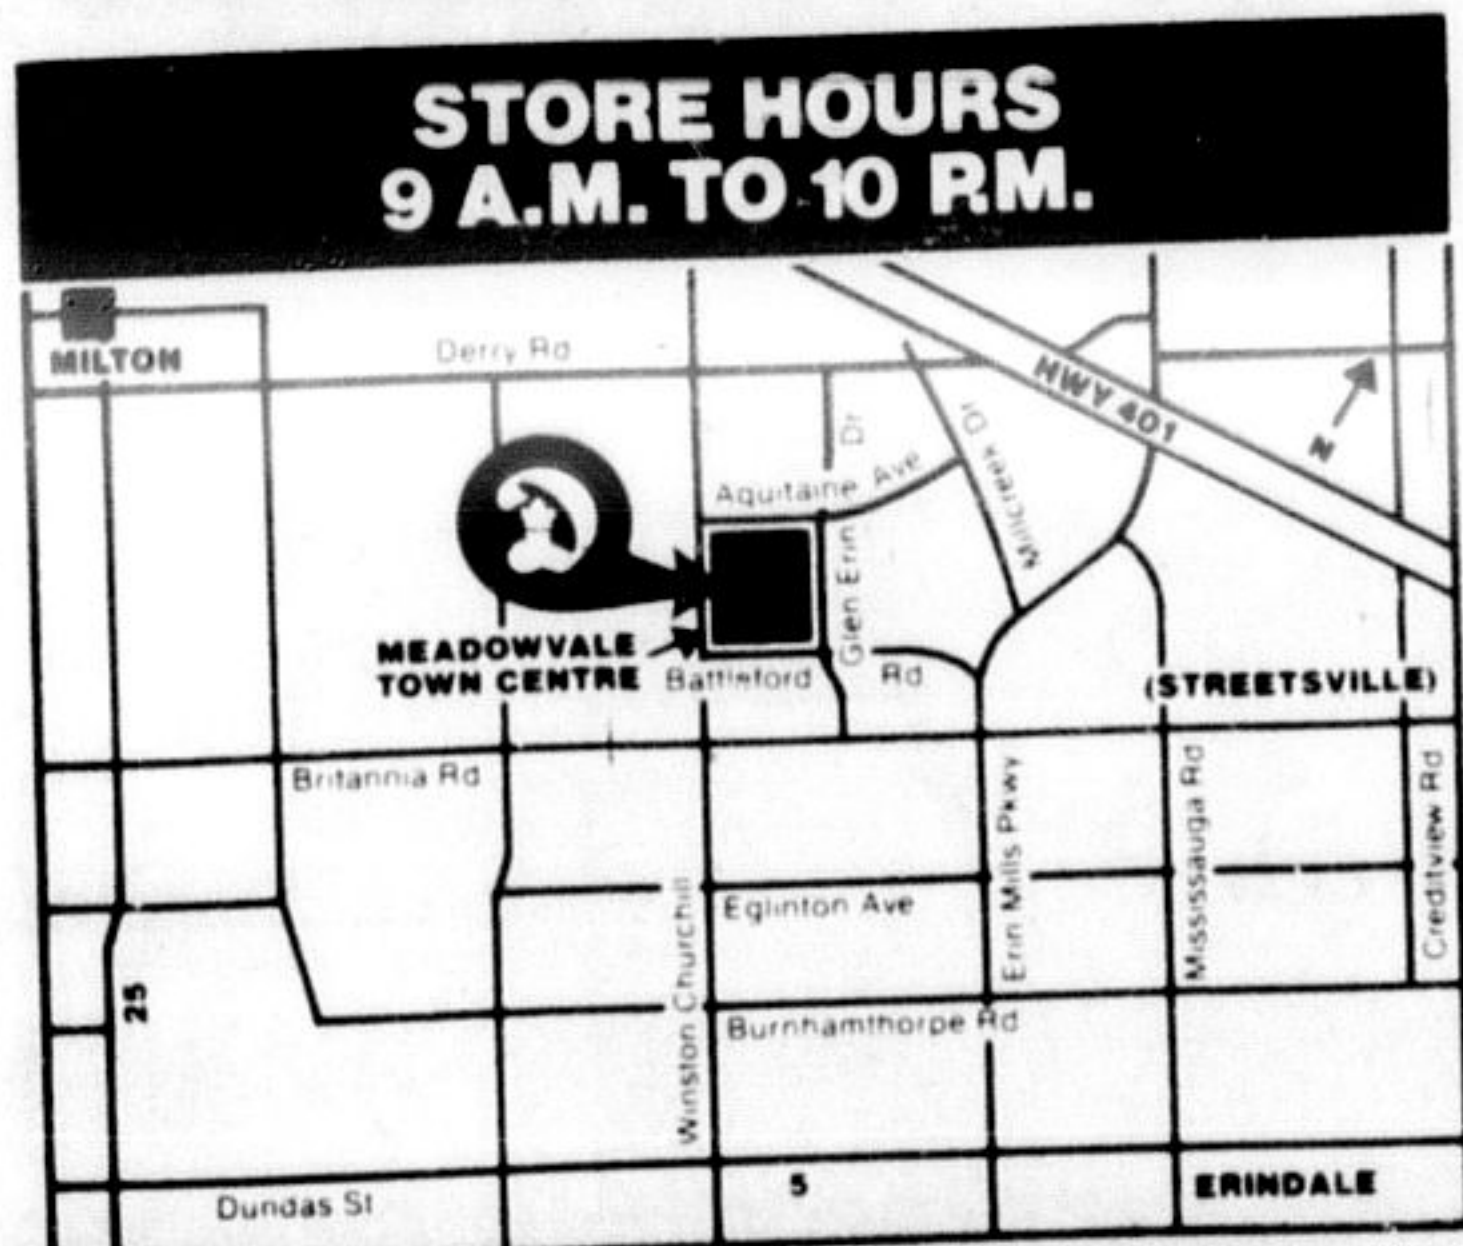 STORE HOURS
9 A.M. TO 10 P.M.
MILTON
Derry Rd
HWY 401
N
Millcreek Dr
Aquitaine Ave
Glen Erin Dr
MEADOWVALE
TOWN CENTRE
Battleford Rd
(STREETSVILLE)
Britannia Rd
Erin Mills Pkwy
Mississauga Rd
Creditview Rd
Winston Churchill
Eglinton Ave
25
Burnhamthorpe Rd
Dundas St
5
ERINDALE